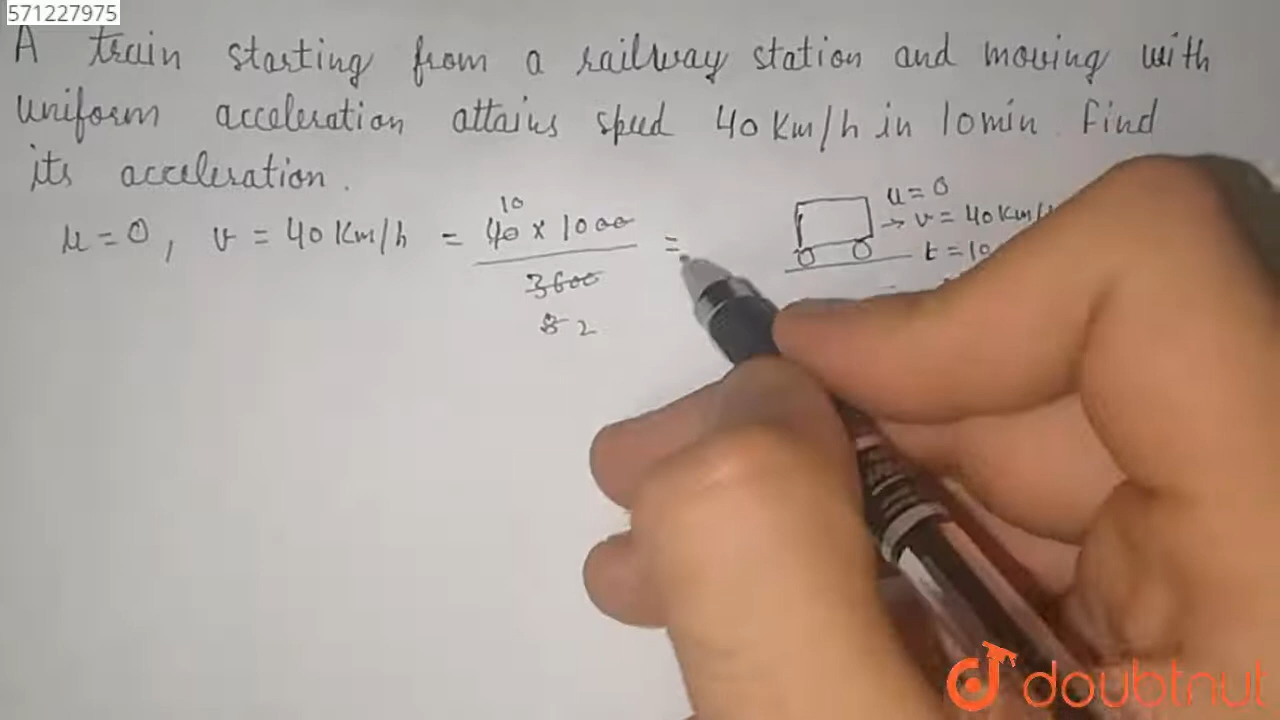 571227975
A train starting from a railway station and moving with
uniform acceleration attains speed 40 Km/h in 10min. Find
its acceleration.
u = 0, v = 40 Km/h = 40 x 1000 =
10
3600
2
u = 0
→ v = 40 Km/
t = 10
doubtnut